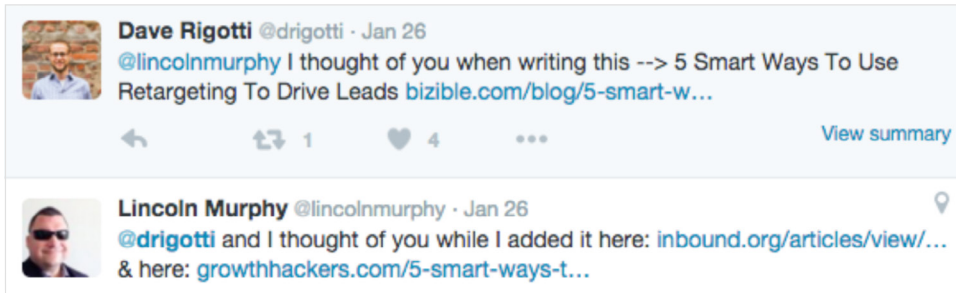 Dave Rigotti @drigotti · Jan 26
@lincolnmurphy I thought of you when writing this --> 5 Smart Ways To Use
Retargeting To Drive Leads bizible.com/blog/5-smart-w...
1 4 ••• View summary
Lincoln Murphy @lincolnmurphy · Jan 26
@drigotti and I thought of you while I added it here: inbound.org/articles/view/...
& here: growthhackers.com/5-smart-ways-t...